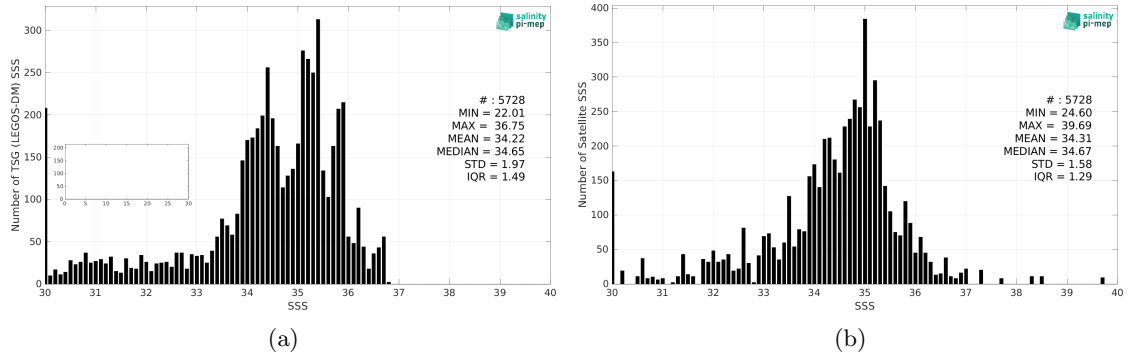 300
250
200
150
100
50
0
Number of TSG (LEGOS-DM) SSS
salinity
pi-mep
# : 5728
MIN = 22.01
MAX = 36.75
MEAN = 34.22
MEDIAN = 34.65
STD = 1.97
IQR = 1.49
200
150
100
50
0
0 5 10 15 20 25 30
30 31 32 33 34 35 36 37 38 39 40
SSS
(a)
400
350
300
250
200
150
100
50
0
Number of Satellite SSS
salinity
pi-mep
# : 5728
MIN = 24.60
MAX = 39.69
MEAN = 34.31
MEDIAN = 34.67
STD = 1.58
IQR = 1.29
30 31 32 33 34 35 36 37 38 39 40
SSS
(b)